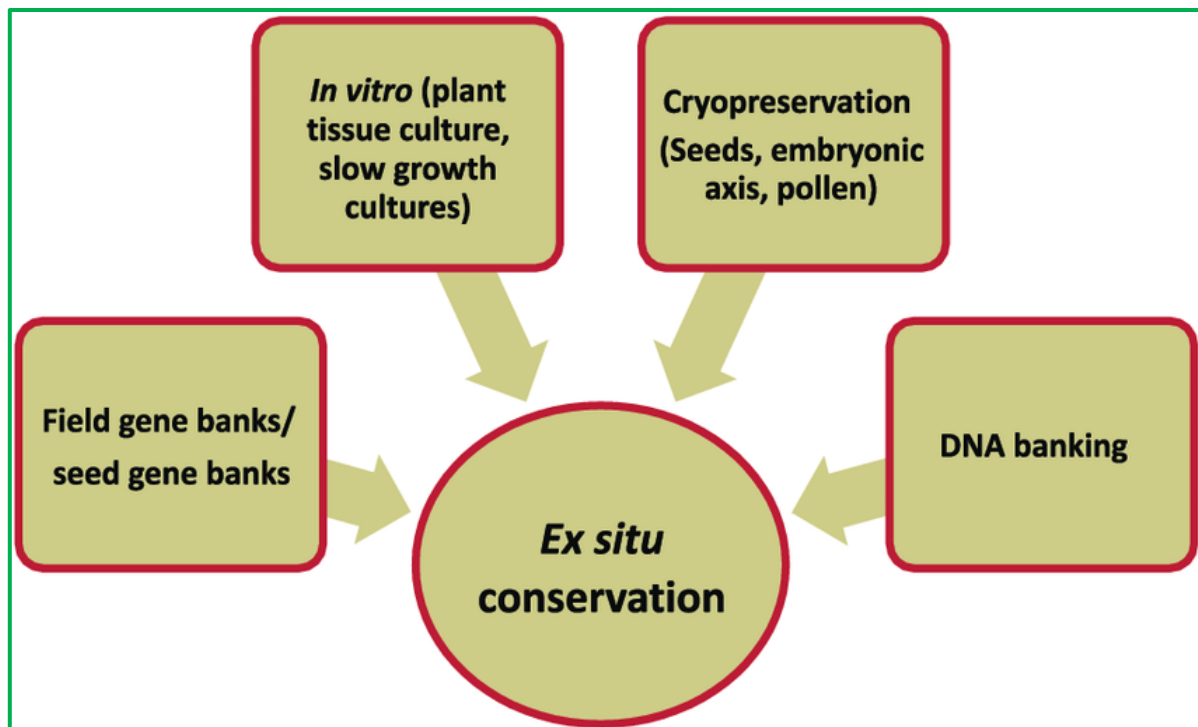 In vitro (plant
tissue culture,
slow growth
cultures)
Cryopreservation
(Seeds, embryonic
axis, pollen)
Field gene banks/
seed gene banks
DNA banking
Ex situ
conservation